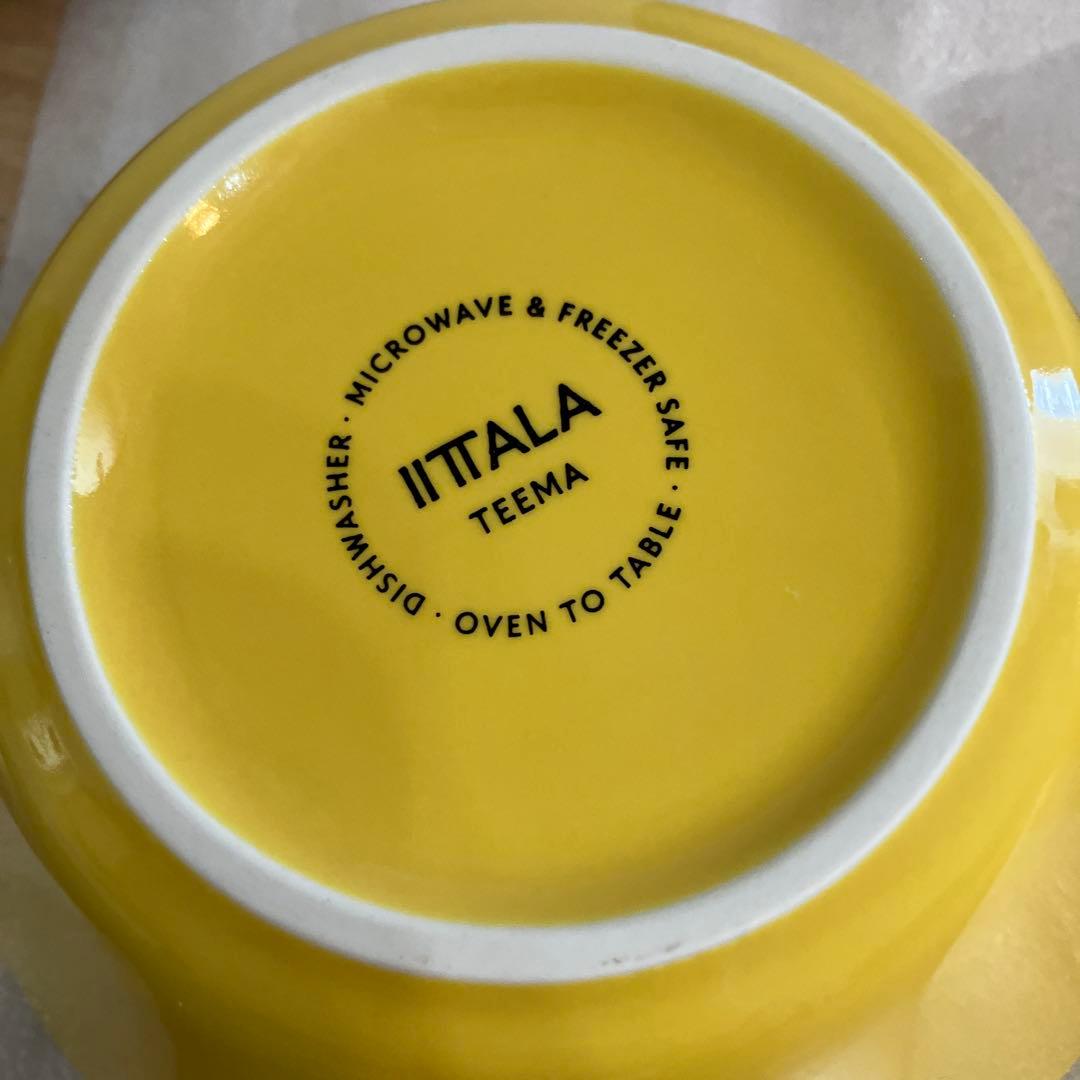 DISHWASHER · MICROWAVE & FREEZER SAFE · OVEN TO TABLE ·
IITTALA
TEEMA